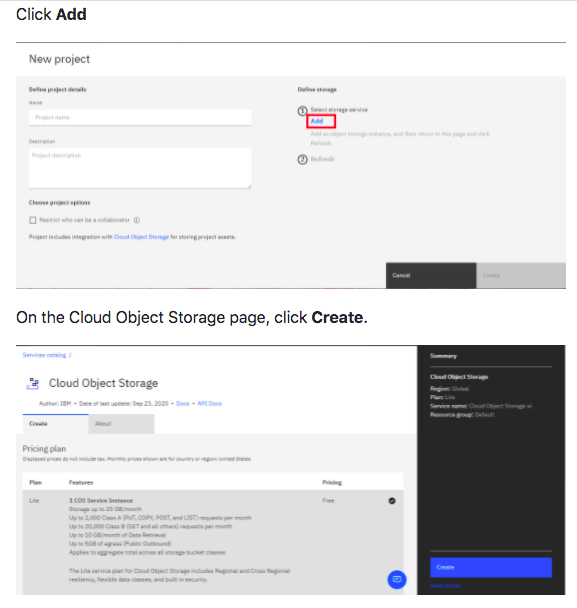 Click Add
New project
Define project details
Name
Project name
Description
Project description
Choose project options
Restrict who can be a collaborator
Project includes integration with Cloud Object Storage for storing project assets.
Define storage
1 Select storage service
Add
Add an object storage instance, and then return to this page and click
Refresh.
2 Refresh
Cancel
Create
On the Cloud Object Storage page, click Create.
Services catalog /
Cloud Object Storage
Author: IBM • Date of last update: Sep 23, 2020 • Docs • API Docs
Create
About
Pricing plan
Displayed prices do not include tax. Monthly prices shown are for country or region: United States
Plan Features Pricing
Lite 1 COS Service Instance Free
Storage up to 25 GB/month
Up to 2,000 Class A (PUT, COPY, POST, and LIST) requests per month
Up to 20,000 Class B (GET and all others) requests per month
Up to 10 GB/month of Data Retrieval
Up to 5GB of egress (Public Outbound)
Applies to aggregate total across all storage bucket classes
The Lite service plan for Cloud Object Storage includes Regional and Cross Regional
resiliency, flexible data classes, and built in security.
Summary
Cloud Object Storage
Region: Global
Plan: Lite
Service name: Cloud Object Storage-xi
Resource group: Default
Create
View terms